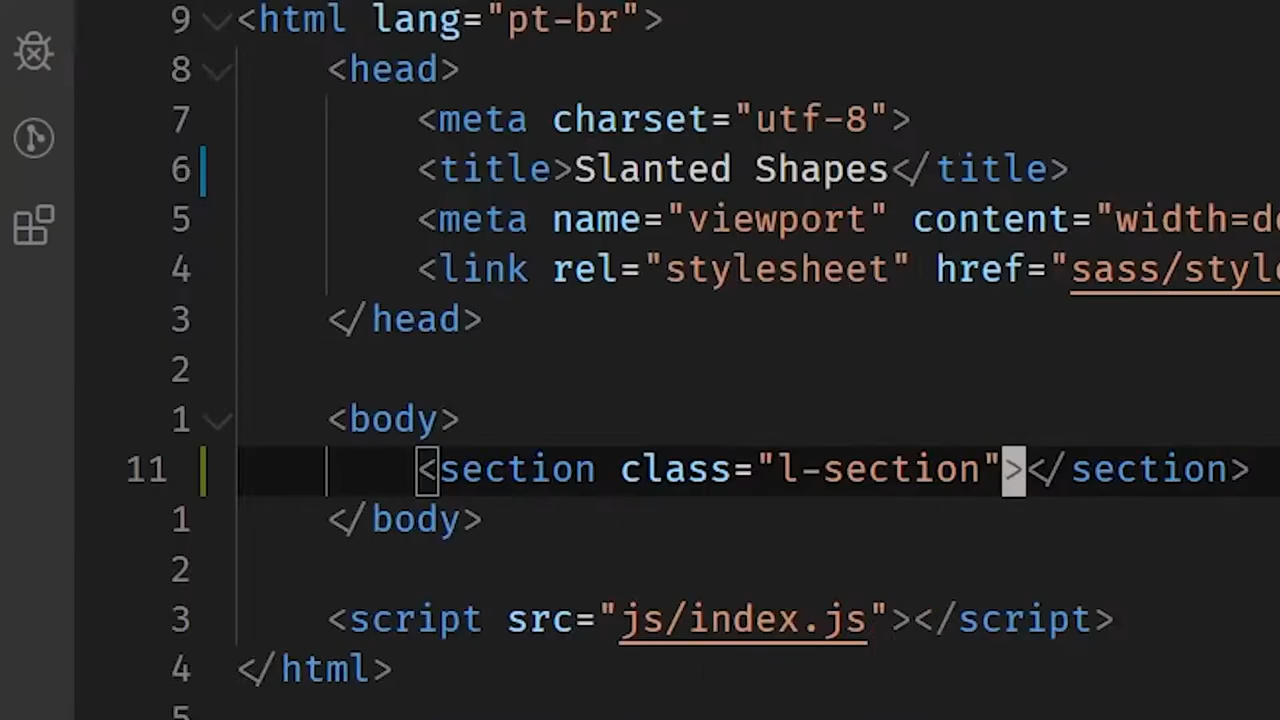 9 <html lang="pt-br">
8 <head>
7 <meta charset="utf-8">
6 <title>Slanted Shapes</title>
5 <meta name="viewport" content="width=d
4 <link rel="stylesheet" href="sass/style
3 </head>
2
1 <body>
11 <section class="l-section"></section>
1 </body>
2
3 <script src="js/index.js"></script>
4 </html>
5